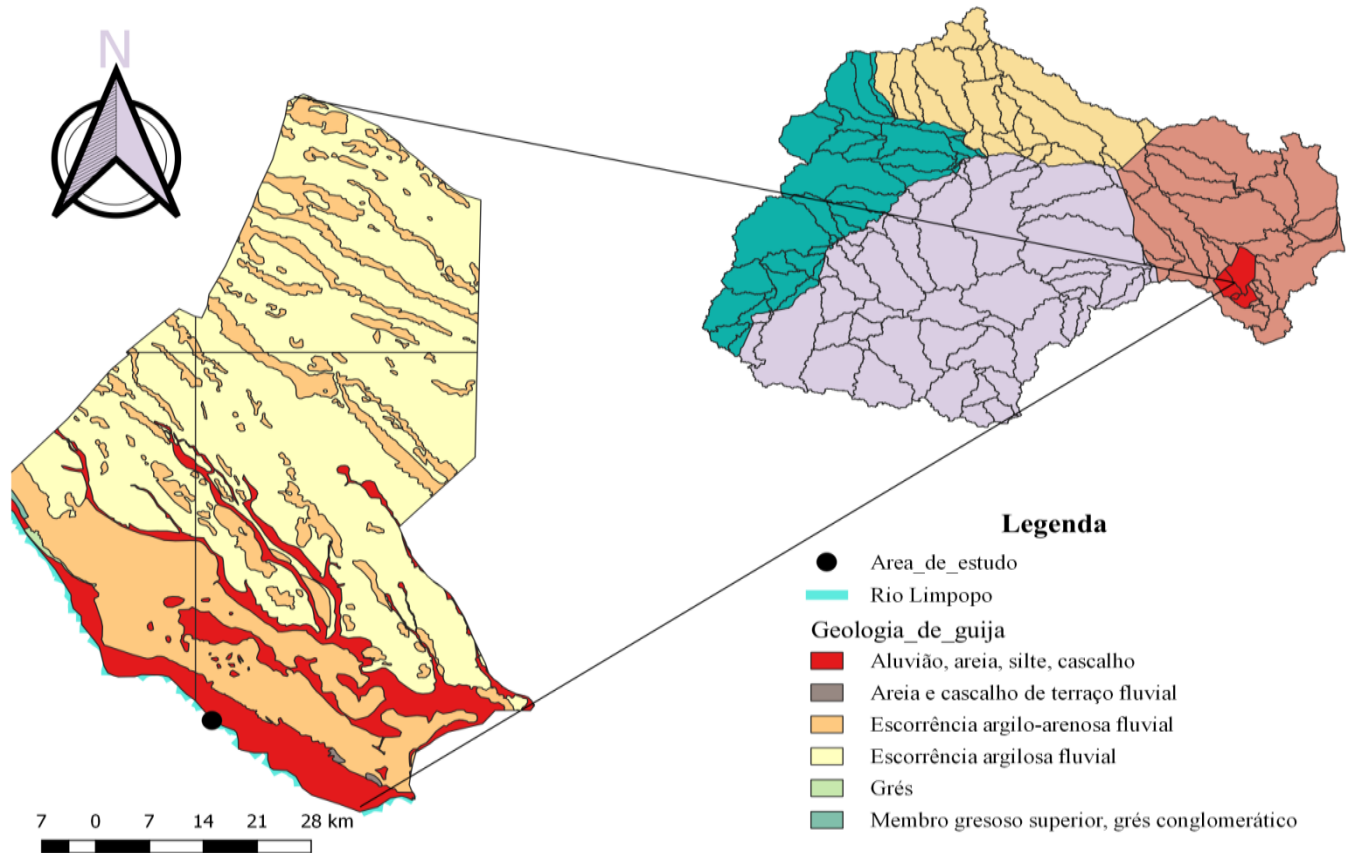 N
Legenda
Area_de_estudo
Rio Limpopo
Geologia_de_guija
Aluvião, areia, silte, cascalho
Areia e cascalho de terraço fluvial
Escorrência argilo-arenosa fluvial
Escorrência argilosa fluvial
Grés
Membro gresoso superior, grés conglomerático
7 0 7 14 21 28 km